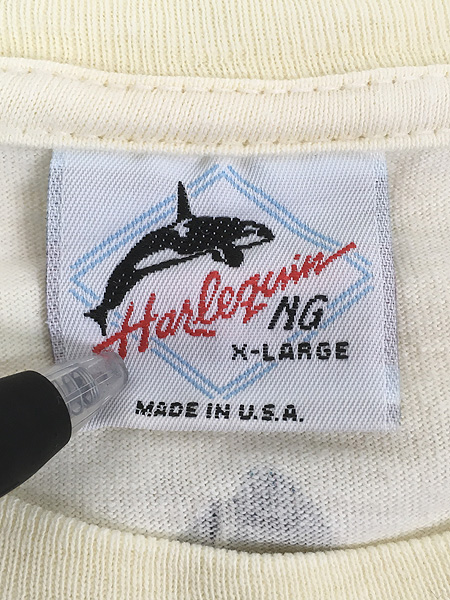 Harlequin
NG
X-LARGE
MADE IN U.S.A.